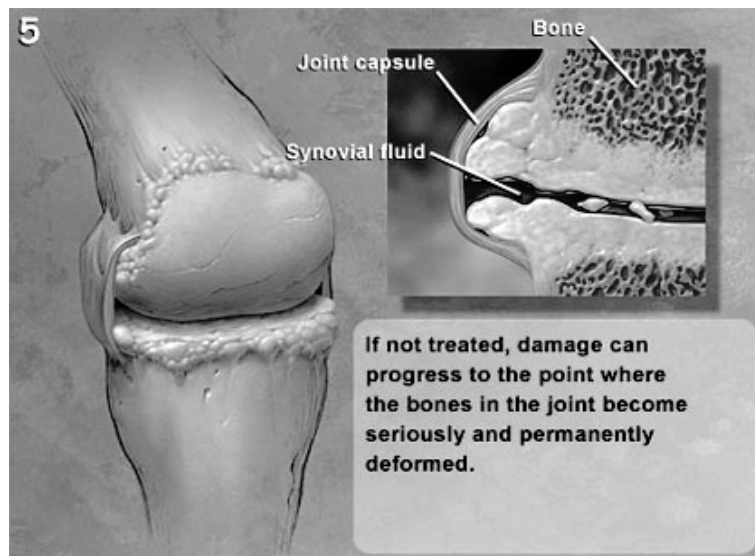 5
Bone
Joint capsule
Synovial fluid
If not treated, damage can
progress to the point where
the bones in the joint become
seriously and permanently
deformed.